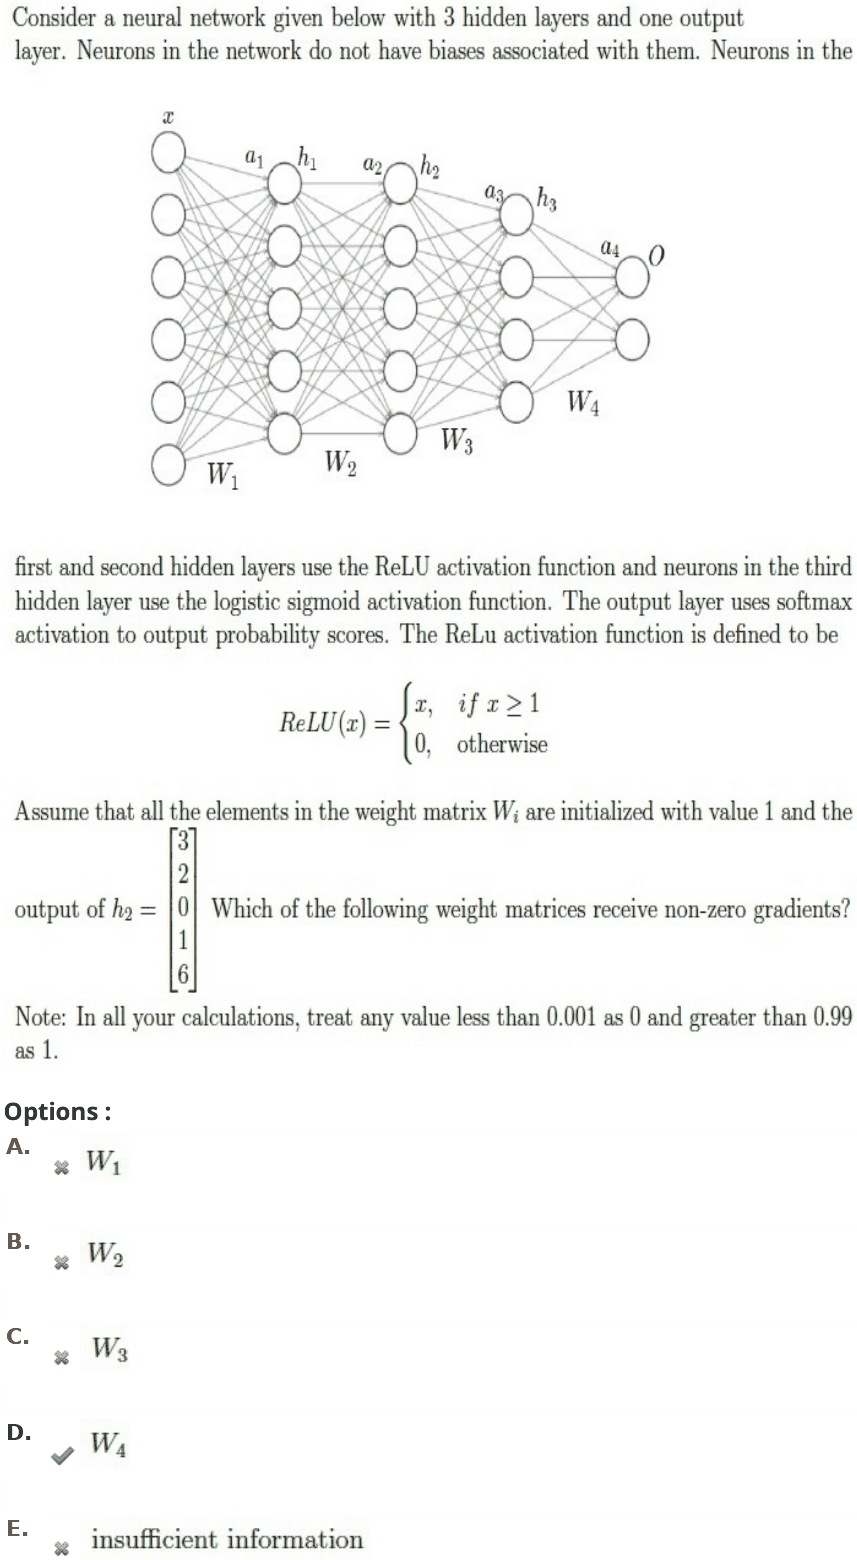 Consider a neural network given below with 3 hidden layers and one output
layer. Neurons in the network do not have biases associated with them. Neurons in the
x
a₁ h₁ a₂ h₂
a₃ h₃
a₄ O
W₄
W₃
W₂
W₁
first and second hidden layers use the ReLU activation function and neurons in the third
hidden layer use the logistic sigmoid activation function. The output layer uses softmax
activation to output probability scores. The ReLu activation function is defined to be
ReLU(x) = { x, if x ≥ 1
0, otherwise
Assume that all the elements in the weight matrix Wᵢ are initialized with value 1 and the
output of h₂ = [3 2 0 1 6] Which of the following weight matrices receive non-zero gradients?
Note: In all your calculations, treat any value less than 0.001 as 0 and greater than 0.99
as 1.
Options :
A. W₁
B. W₂
C. W₃
D. W₄
E. insufficient information